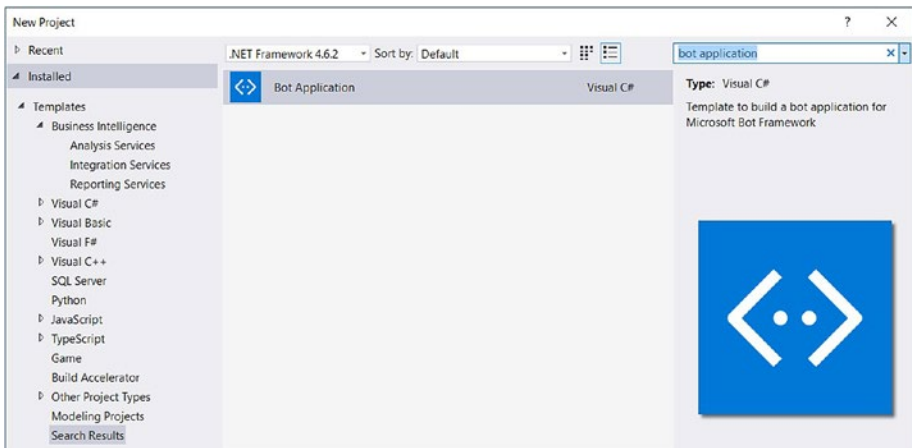 New Project
?
Recent
.NET Framework 4.6.2
Sort by: Default
bot application
Installed
Bot Application
Visual C#
Type: Visual C#
Template to build a bot application for
Microsoft Bot Framework
Templates
Business Intelligence
Analysis Services
Integration Services
Reporting Services
Visual C#
Visual Basic
Visual F#
Visual C++
SQL Server
Python
JavaScript
TypeScript
Game
Build Accelerator
Other Project Types
Modeling Projects
Search Results